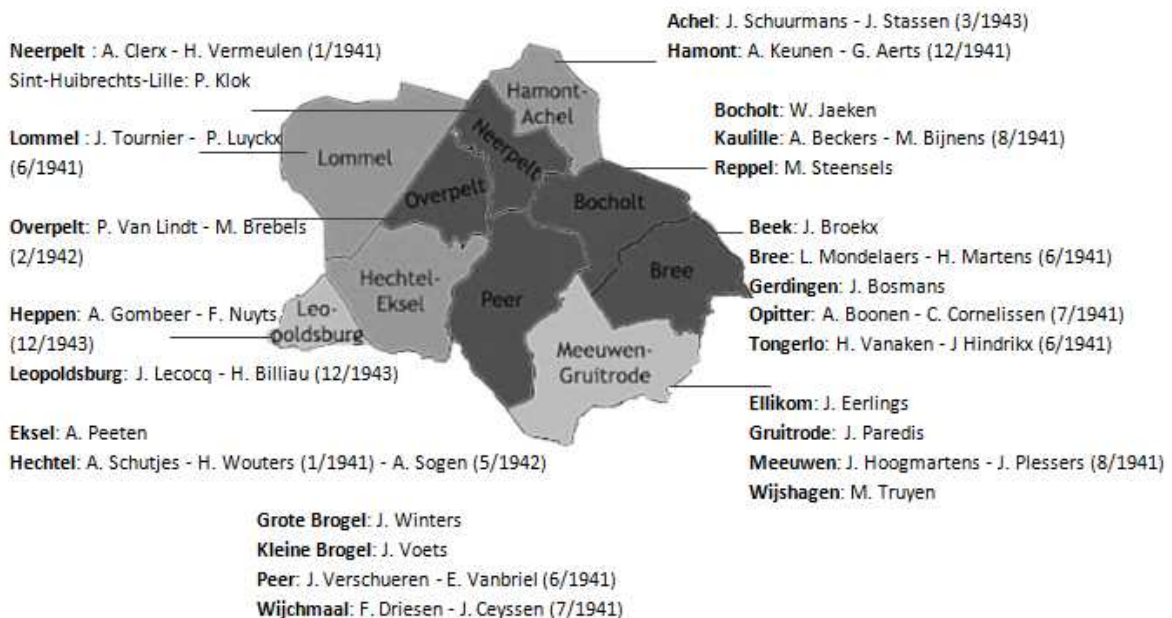 Achel: J. Schuurmans - J. Stassen (3/1943)
Hamont: A. Keunen - G. Aerts (12/1941)
Neerpelt : A. Clerx - H. Vermeulen (1/1941)
Sint-Huibrechts-Lille: P. Klok
Lommel : J. Tournier - P. Luyckx
(6/1941)
Overpelt: P. Van Lindt - M. Brebels
(2/1942)
Heppen: A. Gombeer - F. Nuyts
(12/1943)
Leopoldsburg: J. Lecocq - H. Billiau (12/1943)
Eksel: A. Peeten
Hechtel: A. Schutjes - H. Wouters (1/1941) - A. Sogen (5/1942)
Hamont-
Achel
Neerpelt
Lommel
Overpelt
Bocholt
Hechtel-
Eksel
Peer
Bree
Leo-
poldsburg
Meeuwen-
Gruitrode
Bocholt: W. Jaeken
Kaulille: A. Beckers - M. Bijnens (8/1941)
Reppel: M. Steensels
Beek: J. Broekx
Bree: L. Mondelaers - H. Martens (6/1941)
Gerdingen: J. Bosmans
Opitter: A. Boonen - C. Cornelissen (7/1941)
Tongerlo: H. Vanaken - J Hindrikx (6/1941)
Ellikom: J. Eerlings
Gruitrode: J. Paredis
Meeuwen: J. Hoogmartens - J. Plessers (8/1941)
Wijshagen: M. Truyen
Grote Brogel: J. Winters
Kleine Brogel: J. Voets
Peer: J. Verschueren - E. Vanbriel (6/1941)
Wijchmaal: F. Driesen - J. Ceyssen (7/1941)